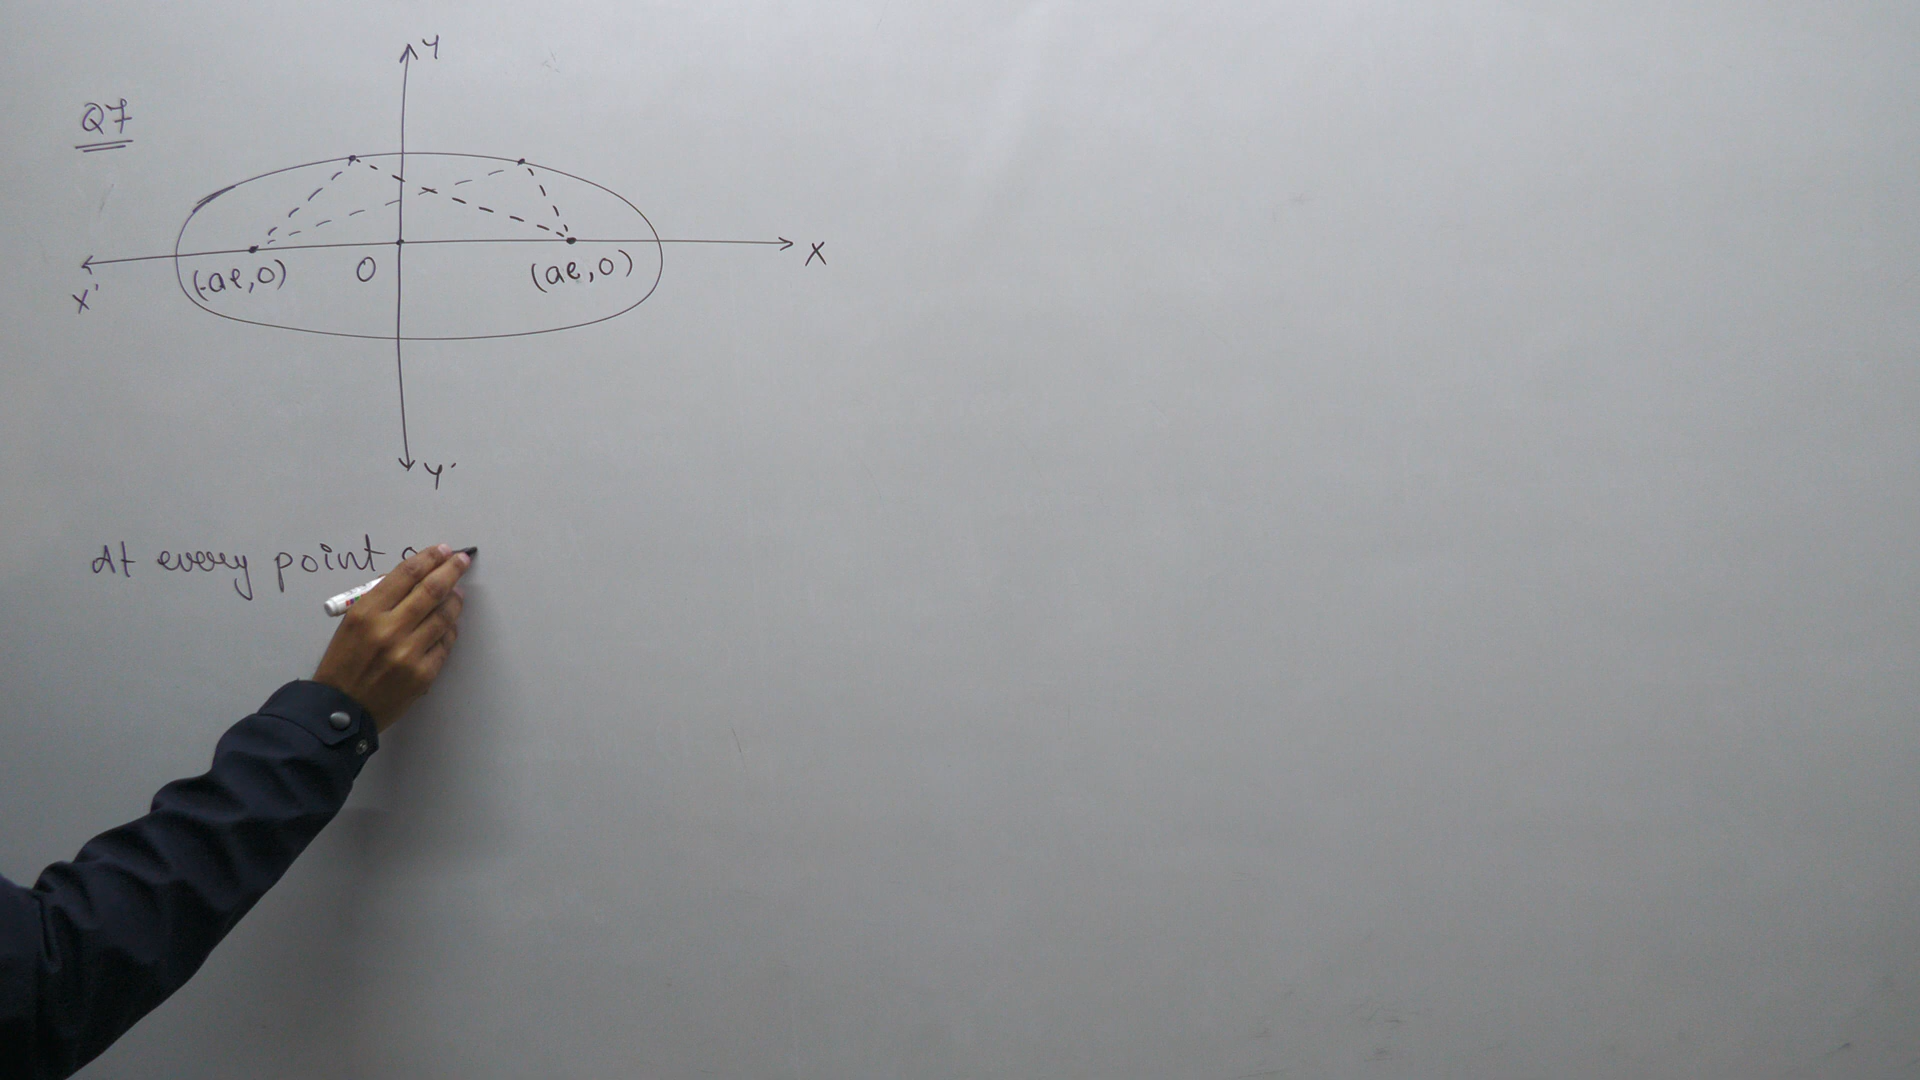 Y
Q7
(-ae,0)
O
(ae,0)
X
X'
Y'
At every point